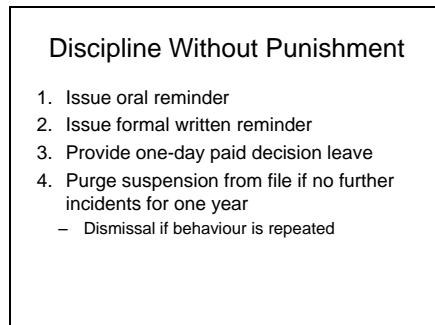 Discipline Without Punishment
1. Issue oral reminder
2. Issue formal written reminder
3. Provide one-day paid decision leave
4. Purge suspension from file if no further
incidents for one year
– Dismissal if behaviour is repeated